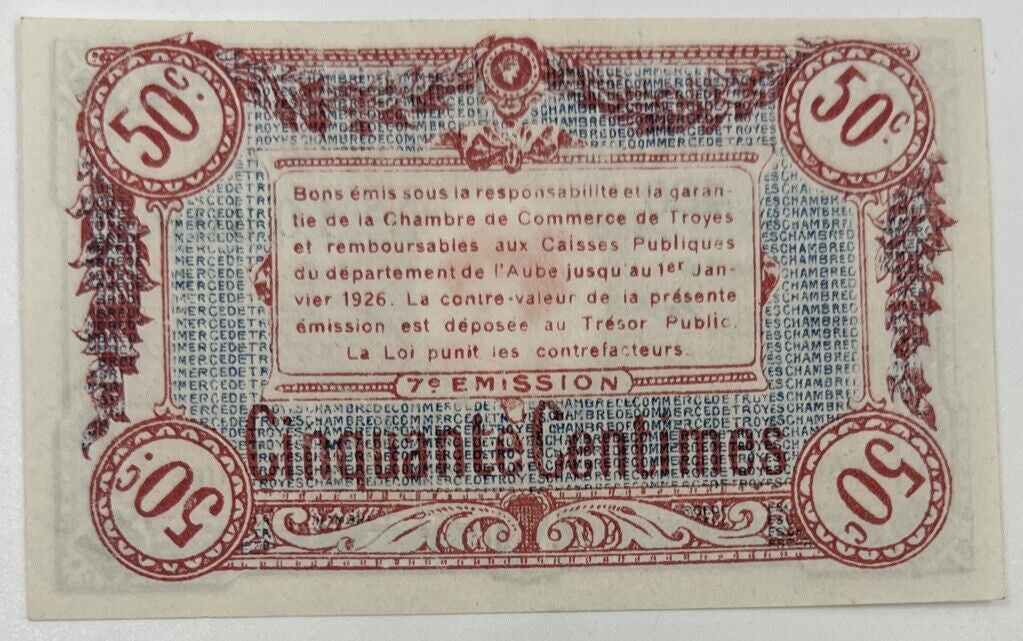 50c. 50c.
Bons émis sous la responsabilité et la garan-
tie de la Chambre de Commerce de Troyes
et remboursables aux Caisses Publiques
du département de l'Aube jusqu'au 1er Jan-
vier 1926. La contre-valeur de la présente
émission est déposée au Trésor Public.
La Loi punit les contrefacteurs.
7e EMISSION
Cinquante Centimes
50c. 50c